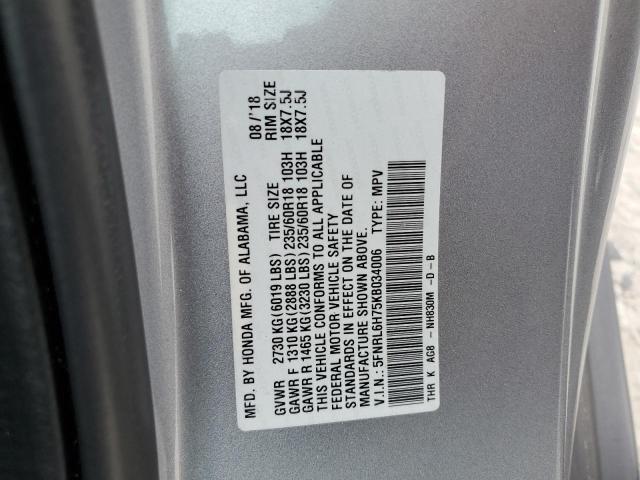 MFD. BY HONDA MFG. OF ALABAMA, LLC 08/'18
GVWR 2730 KG(6019 LBS) TIRE SIZE RIM SIZE
GAWR F 1310 KG(2888 LBS) 235/60R18 103H 18X7.5J
GAWR R 1465 KG(3230 LBS) 235/60R18 103H 18X7.5J
THIS VEHICLE CONFORMS TO ALL APPLICABLE
FEDERAL MOTOR VEHICLE SAFETY
STANDARDS IN EFFECT ON THE DATE OF
MANUFACTURE SHOWN ABOVE.
V.I.N.: 5FNRL6H75KB034006 TYPE: MPV
THR K AG8 - NH830M -D-B